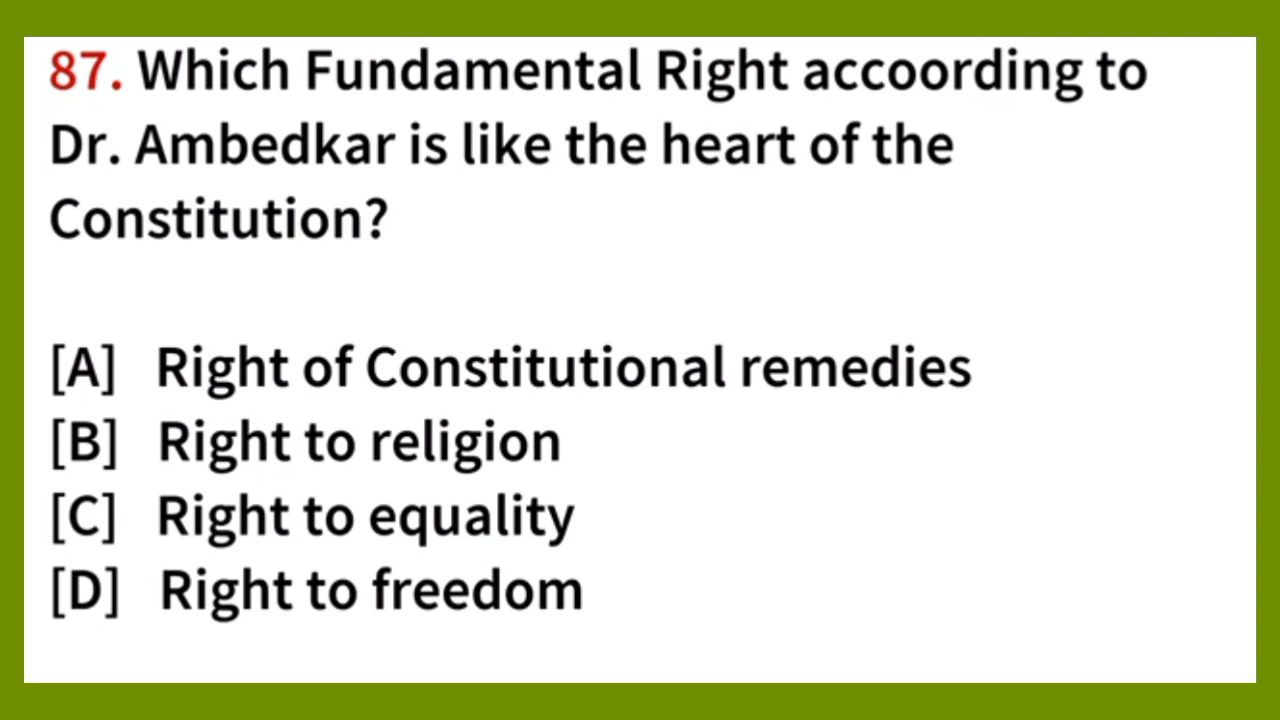 87. Which Fundamental Right accoording to
Dr. Ambedkar is like the heart of the
Constitution?
[A] Right of Constitutional remedies
[B] Right to religion
[C] Right to equality
[D] Right to freedom